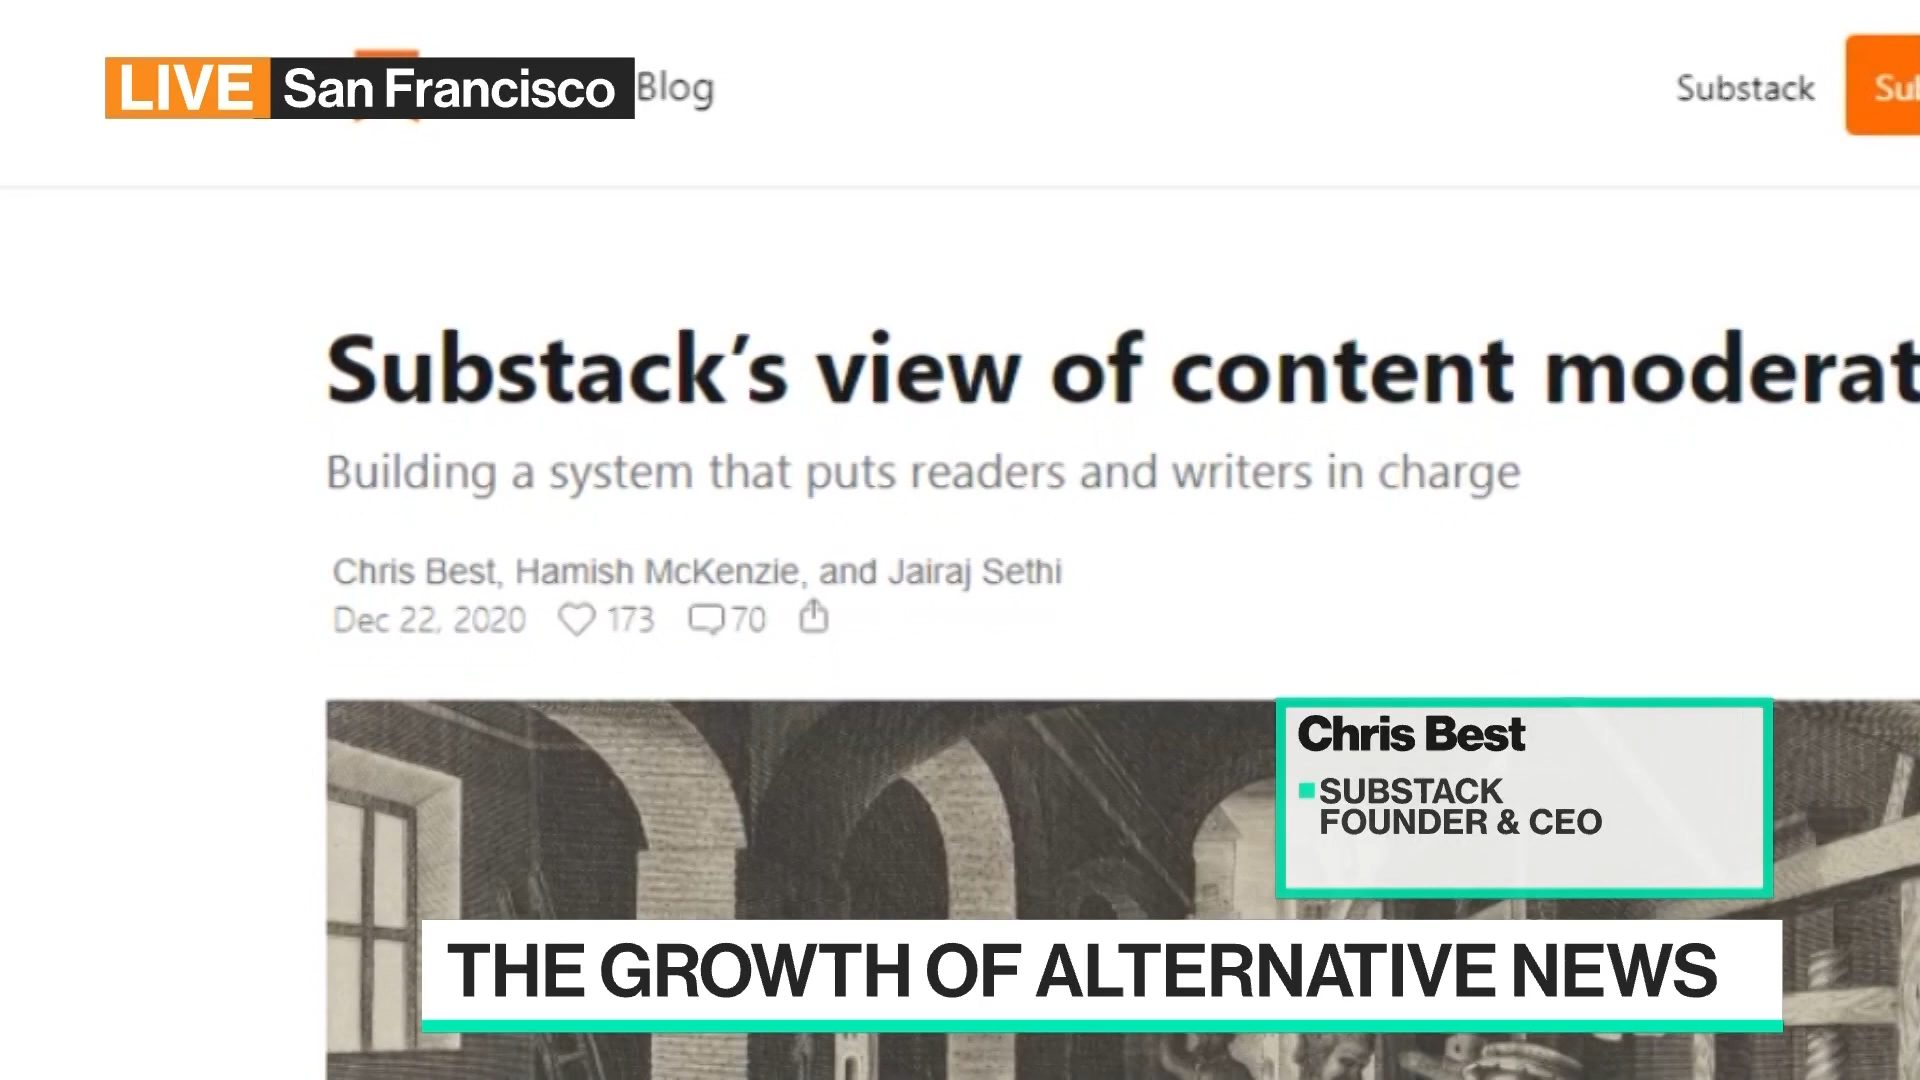 LIVE San Francisco Blog Substack
Substack’s view of content
Building a system that puts readers and writers in charge
Chris Best, Hamish McKenzie, and Jairaj Sethi
Dec 22, 2020 173 70
Chris Best
SUBSTACK
FOUNDER & CEO
THE GROWTH OF ALTERNATIVE NEWS